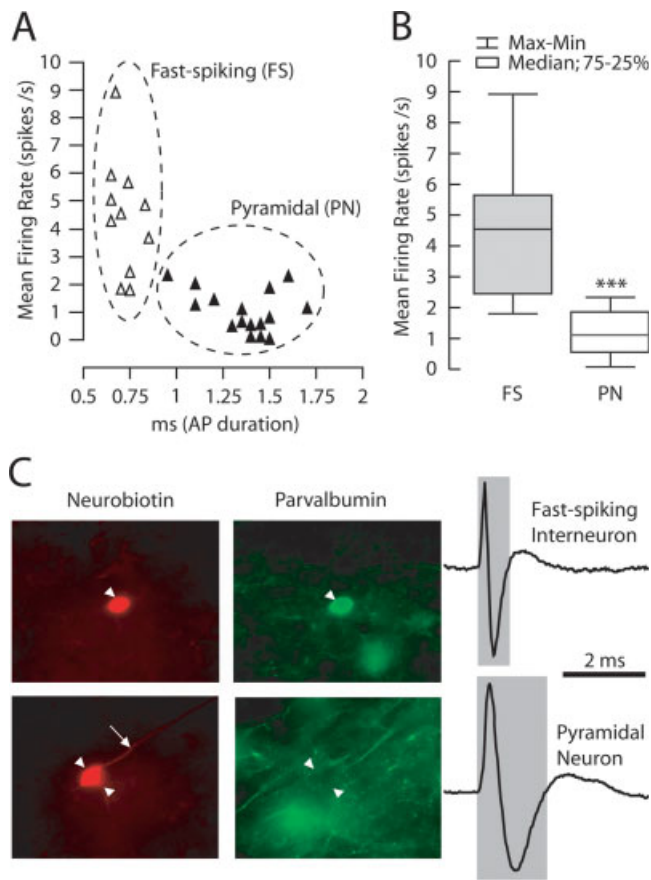 A
Fast-spiking (FS)
Pyramidal (PN)
Mean Firing Rate (spikes /s)
10
9
8
7
6
5
4
3
2
1
0
0.5 0.75 1 1.25 1.5 1.75 2
ms (AP duration)
B
Max-Min
Median; 75-25%
Mean Firing Rate (spikes/s)
10
9
8
7
6
5
4
3
2
1
0
***
FS PN
C
Neurobiotin Parvalbumin
Fast-spiking
Interneuron
2 ms
Pyramidal
Neuron